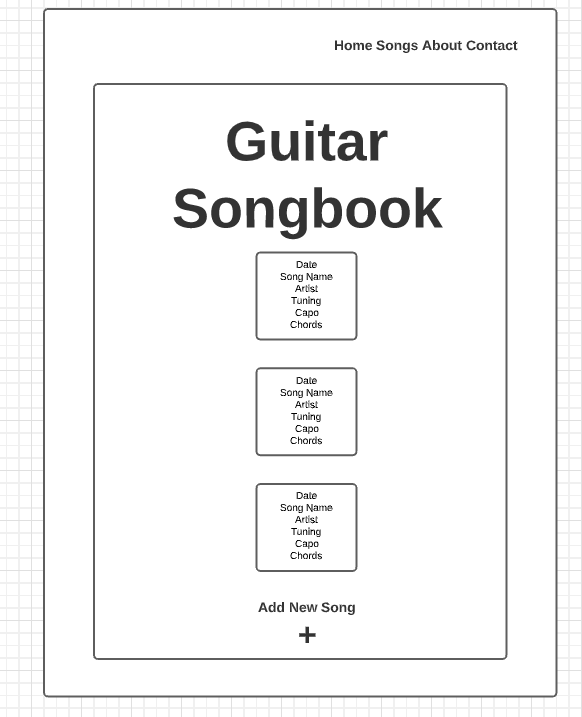 Home Songs About Contact
Guitar
Songbook
Date
Song Name
Artist
Tuning
Capo
Chords
Date
Song Name
Artist
Tuning
Capo
Chords
Date
Song Name
Artist
Tuning
Capo
Chords
Add New Song
+